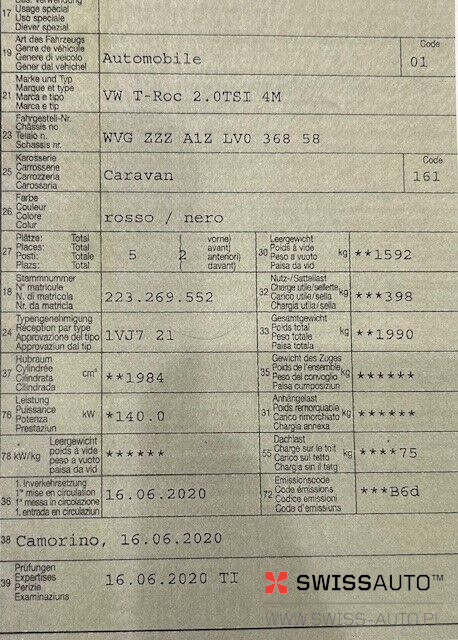 17 Usage spécial
Uso speciale
Diever spezial
19 Art des Fahrzeugs
Genre de véhicule
Genere di veicolo
Gener dal vehichel
Automobile
Code
01
21 Marke und Typ
Marque et type
Marca e tipo
Marca e tip
VW T-Roc 2.0TSI 4M
23 Fahrgestell-Nr.
Châssis no
Telaio n.
Schassis nr.
WVG ZZZ A1Z LV0 368 58
25 Karosserie
Carrosserie
Carrozzeria
Carossaria
Caravan
Code
161
26 Farbe
Couleur
Colore
Colur
rosso / nero
27 Plätze: Total
Places: Total
Posti: Totale
Plazs: Total
5 ( 2
vorne)
avant)
anteriori)
davant)
30 Leergewicht
Poids à vide
Peso a vuoto
Paisa da vid
kg **1592
18 Stammnummer
N° matricule
N. di matricola
Nr. da matricla
223.269.552
32 Nutz-/Sattellast
Charge utile/sellette
Carico utile/sella
Chargia utila/sella
kg ***398
24 Typengenehmigung
Réception par type
Approvazione del tipo
Approvaziun dal tip
1VJ7 21
33 Gesamtgewicht
Poids total
Peso totale
Paisa totala
kg **1990
37 Hubraum
Cylindrée
Cilindrata
Cilindrada
cm³ **1984
35 Gewicht des Zuges
Poids de l'ensemble
Peso del convoglio
Paisa cumposiziun
kg ******
76 Leistung
Puissance
Potenza
Prestaziun
kW *140.0
31 Anhängelast
Poids remorquable
Carico rimorchiato
Chargia annexa
kg ******
78 kW/kg Leergewicht
poids à vide
peso a vuoto
paisa da vid
******
55 Dachlast
Charge sur le toit
Carico sul tetto
Chargia sin il tetg
kg ****75
36 1. Inverkehrsetzung
1re mise en circulation
1a messa in circolazione
1. entrada en circulaziun
16.06.2020
72 Emissionscode
Code émissions
Codice emissioni
Code d'emissiuns
***B6d
38 Camorino, 16.06.2020
39 Prüfungen
Expertises
Perizie
Examinaziuns
16.06.2020 TI
SWISSAUTO™
WWW.SWISS-AUTO.PL